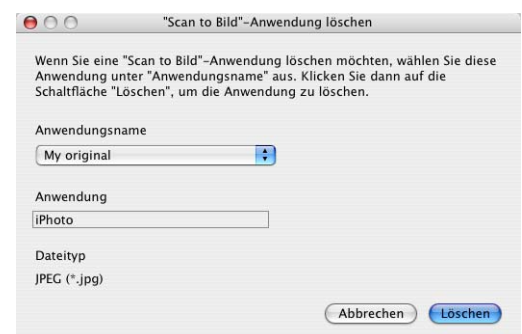 "Scan to Bild"-Anwendung löschen
Wenn Sie eine "Scan to Bild"-Anwendung löschen möchten, wählen Sie diese
Anwendung unter "Anwendungsname" aus. Klicken Sie dann auf die
Schaltfläche "Löschen", um die Anwendung zu löschen.
Anwendungsname
My original
Anwendung
iPhoto
Dateityp
JPEG (*.jpg)
Abbrechen Löschen